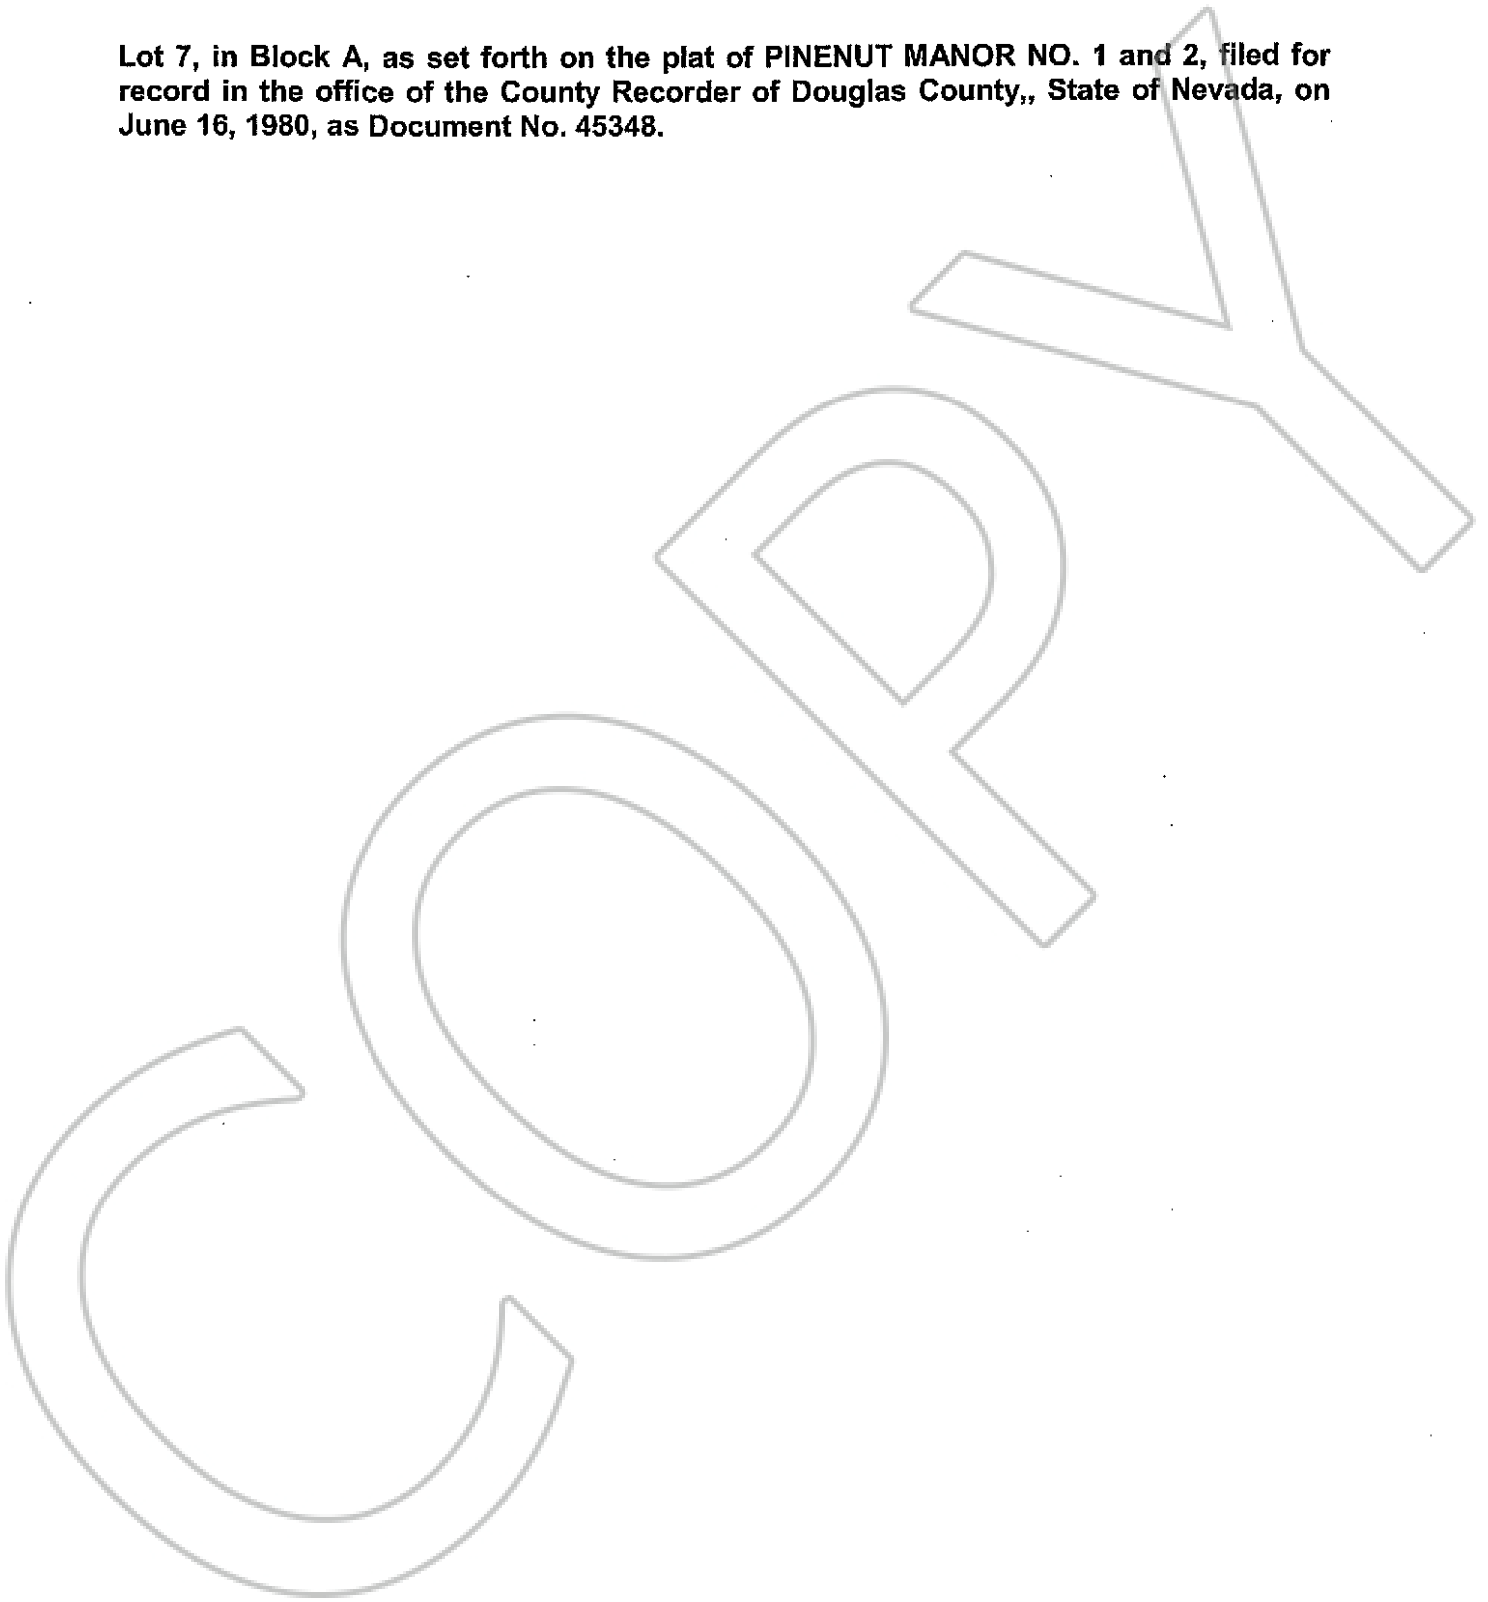 Lot 7, in Block A, as set forth on the plat of PINENUT MANOR NO. 1 and 2, filed for
record in the office of the County Recorder of Douglas County,, State of Nevada, on
June 16, 1980, as Document No. 45348.
COPY